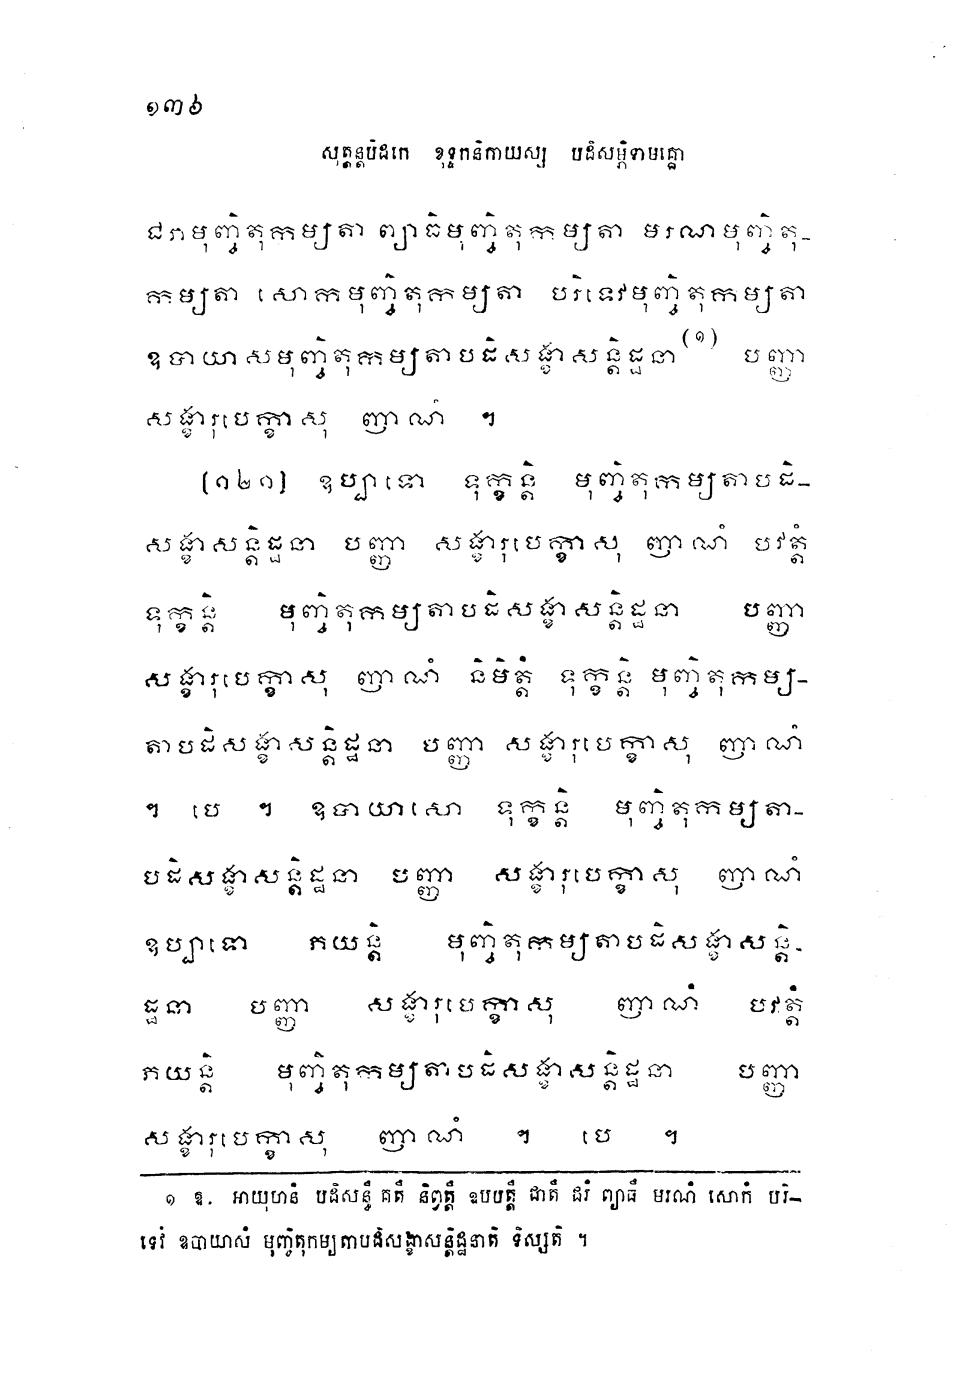 ១៣៦
សុត្តន្តបិដកេ ខុទ្ទកនិកាយស្ស បដិសម្ភិទាមគ្គោ
ជរាមុញ្ចិតុកម្យតា ព្យាធិមុញ្ចិតុកម្យតា មរណមុញ្ចិតុ-
កម្យតា សោកមុញ្ចិតុកម្យតា បរិទេវមុញ្ចិតុកម្យតា
ឧបាយាសមុញ្ចិតុកម្យតាបដិសង្ខាសន្តិដ្ឋនា(១) បញ្ញា
សង្ខារុបេក្ខាសុ ញាណំ ។
(១២១) ឧប្បាទោ ទុក្ខន្តិ មុញ្ចិតុកម្យតាបដិ-
សង្ខាសន្តិដ្ឋនា បញ្ញា សង្ខារុបេក្ខាសុ ញាណំ បវត្តំ
ទុក្ខន្តិ មុញ្ចិតុកម្យតាបដិសង្ខាសន្តិដ្ឋនា បញ្ញា
សង្ខារុបេក្ខាសុ ញាណំ និមិត្តំ ទុក្ខន្តិ មុញ្ចិតុកម្យ-
តាបដិសង្ខាសន្តិដ្ឋនា បញ្ញា សង្ខារុបេក្ខាសុ ញាណំ
។ បេ ។ ឧបាយាសោ ទុក្ខន្តិ មុញ្ចិតុកម្យតា-
បដិសង្ខាសន្តិដ្ឋនា បញ្ញា សង្ខារុបេក្ខាសុ ញាណំ
ឧប្បាទោ ភយន្តិ មុញ្ចិតុកម្យតាបដិសង្ខាសន្តិ-
ដ្ឋនា បញ្ញា សង្ខារុបេក្ខាសុ ញាណំ បវត្តំ
ភយន្តិ មុញ្ចិតុកម្យតាបដិសង្ខាសន្តិដ្ឋនា បញ្ញា
សង្ខារុបេក្ខាសុ ញាណំ ។ បេ ។
១ ឱ. អាយុហនំ បដិសន្ធឹ គតឹ និព្វត្តឹ ឧបបត្តឹ ជាតឹ ជរំ ព្យាធឹ មរណំ សោកំ បរិ-
ទេវំ ឧបាយាសំ មុញ្ចិតុកម្យតាបដិសង្ខាសន្តិដ្ឋនាតិ ទិស្សតិ ។